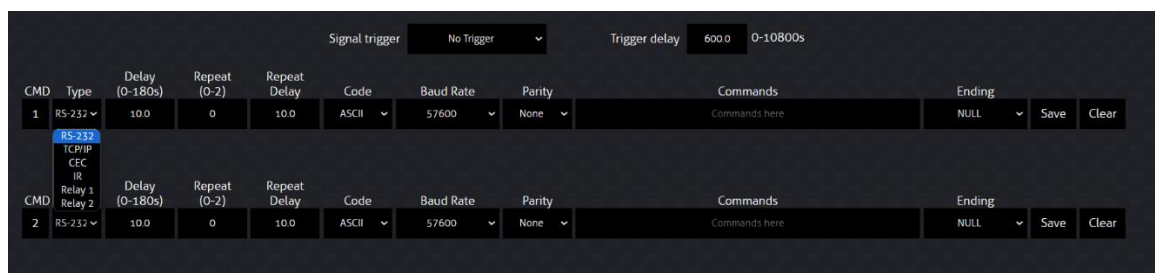 Signal trigger No Trigger Trigger delay 600.0 0-10800s
Delay Repeat Repeat
CMD Type (0-180s) (0-2) Delay Code Baud Rate Parity Commands Ending
1 RS-232 10.0 0 10.0 ASCII 57600 None Commands here NULL Save Clear
RS-232
TCP/IP
CEC
IR
Relay 1
Relay 2
Delay Repeat Repeat
CMD (0-180s) (0-2) Delay Code Baud Rate Parity Commands Ending
2 RS-232 10.0 0 10.0 ASCII 57600 None Commands here NULL Save Clear